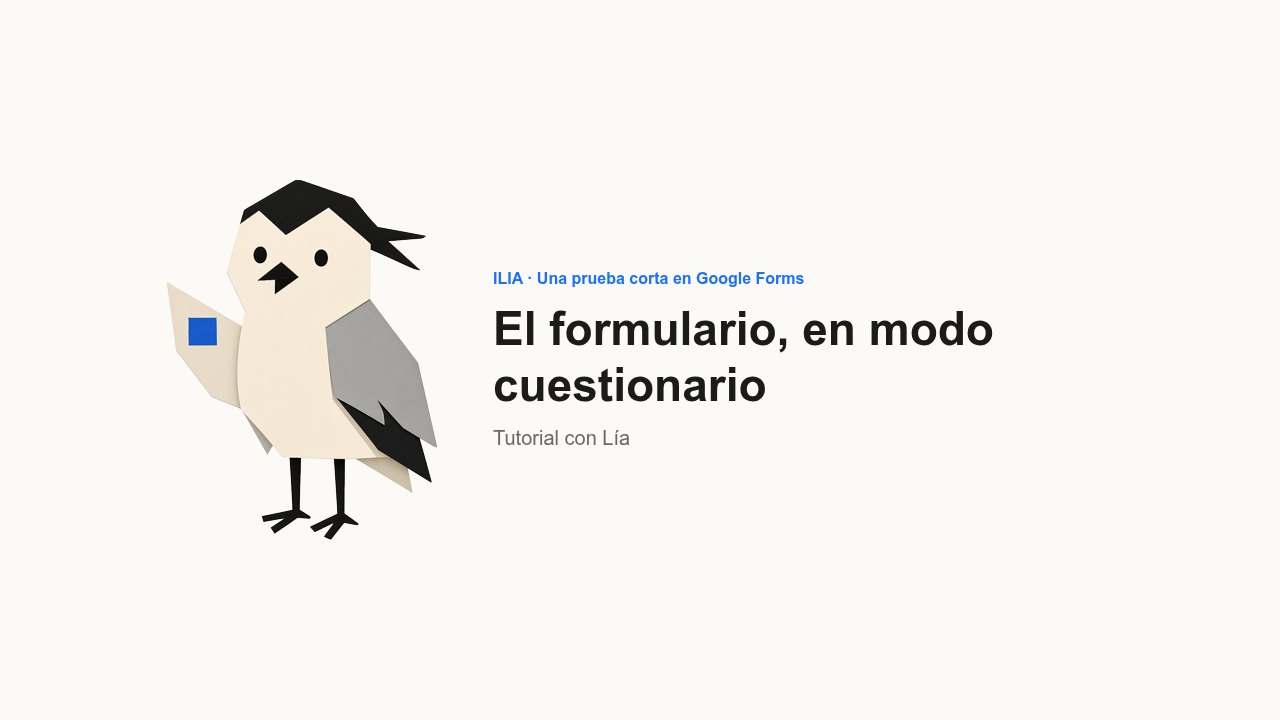 ILIA · Una prueba corta en Google Forms
El formulario, en modo
cuestionario
Tutorial con Lía